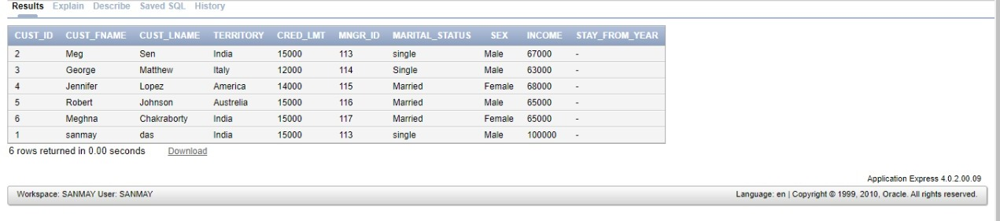 Results Explain Describe Saved SQL History
CUST_ID CUST_FNAME CUST_LNAME TERRITORY CRED_LMT MNGR_ID MARITAL_STATUS SEX INCOME STAY_FROM_YEAR
2 Meg Sen India 15000 113 single Male 67000 -
3 George Matthew Italy 12000 114 Single Male 63000 -
4 Jennifer Lopez America 14000 115 Married Female 68000 -
5 Robert Johnson Austrelia 15000 116 Married Male 65000 -
6 Meghna Chakraborty India 15000 117 Married Female 65000 -
1 sanmay das India 15000 113 single Male 100000 -
6 rows returned in 0.00 seconds Download
Application Express 4.0.2.00.09
Workspace: SANMAY User: SANMAY Language: en | Copyright © 1999, 2010, Oracle. All rights reserved.